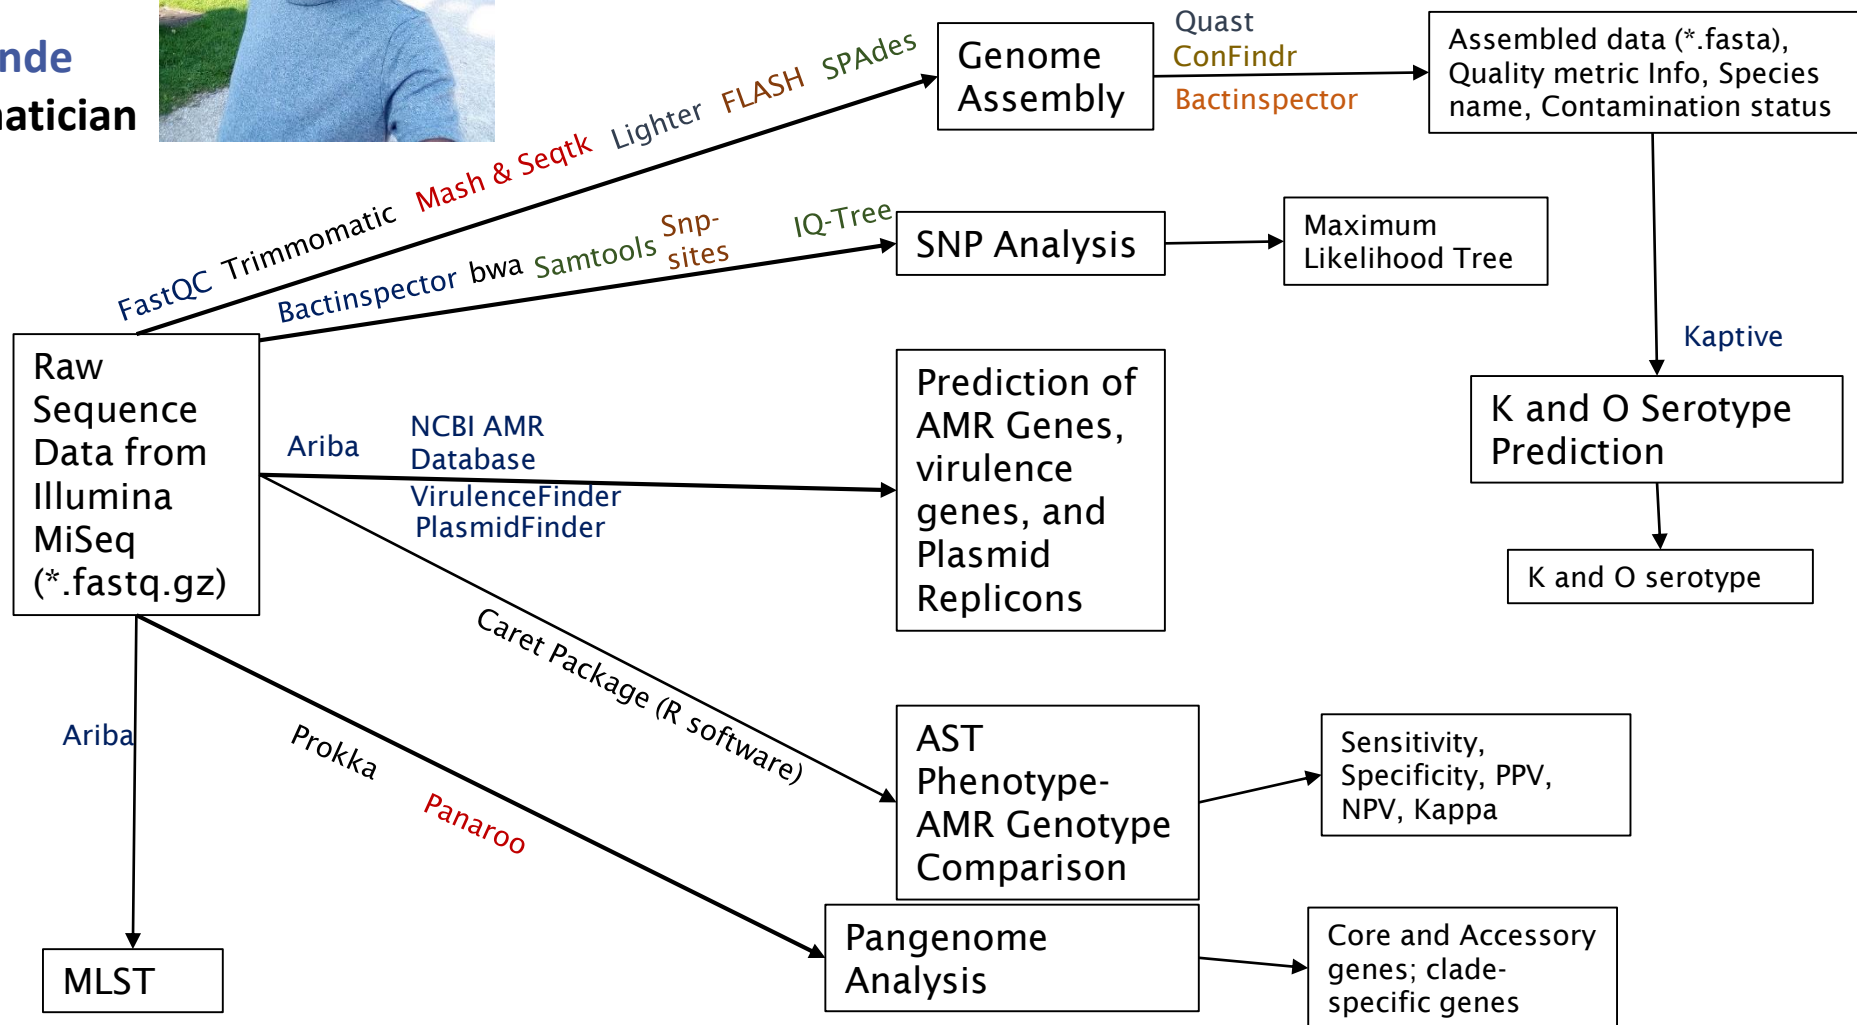 nde
matician
FastQC Trimmomatic Mash & Seqtk Lighter FLASH SPAdes
Genome
Assembly
Quast
ConFindr
Bactinspector
Assembled data (*.fasta),
Quality metric Info, Species
name, Contamination status
Bactinspector bwa Samtools Snp-
sites
IQ-Tree
SNP Analysis
Maximum
Likelihood Tree
Kaptive
K and O Serotype
Prediction
K and O serotype
Raw
Sequence
Data from
Illumina
MiSeq
(*.fastq.gz)
Ariba
NCBI AMR
Database
VirulenceFinder
PlasmidFinder
Prediction of
AMR Genes,
virulence
genes, and
Plasmid
Replicons
Caret Package (R software)
AST
Phenotype-
AMR Genotype
Comparison
Sensitivity,
Specificity, PPV,
NPV, Kappa
Ariba
Prokka
Panaroo
MLST
Pangenome
Analysis
Core and Accessory
genes; clade-
specific genes